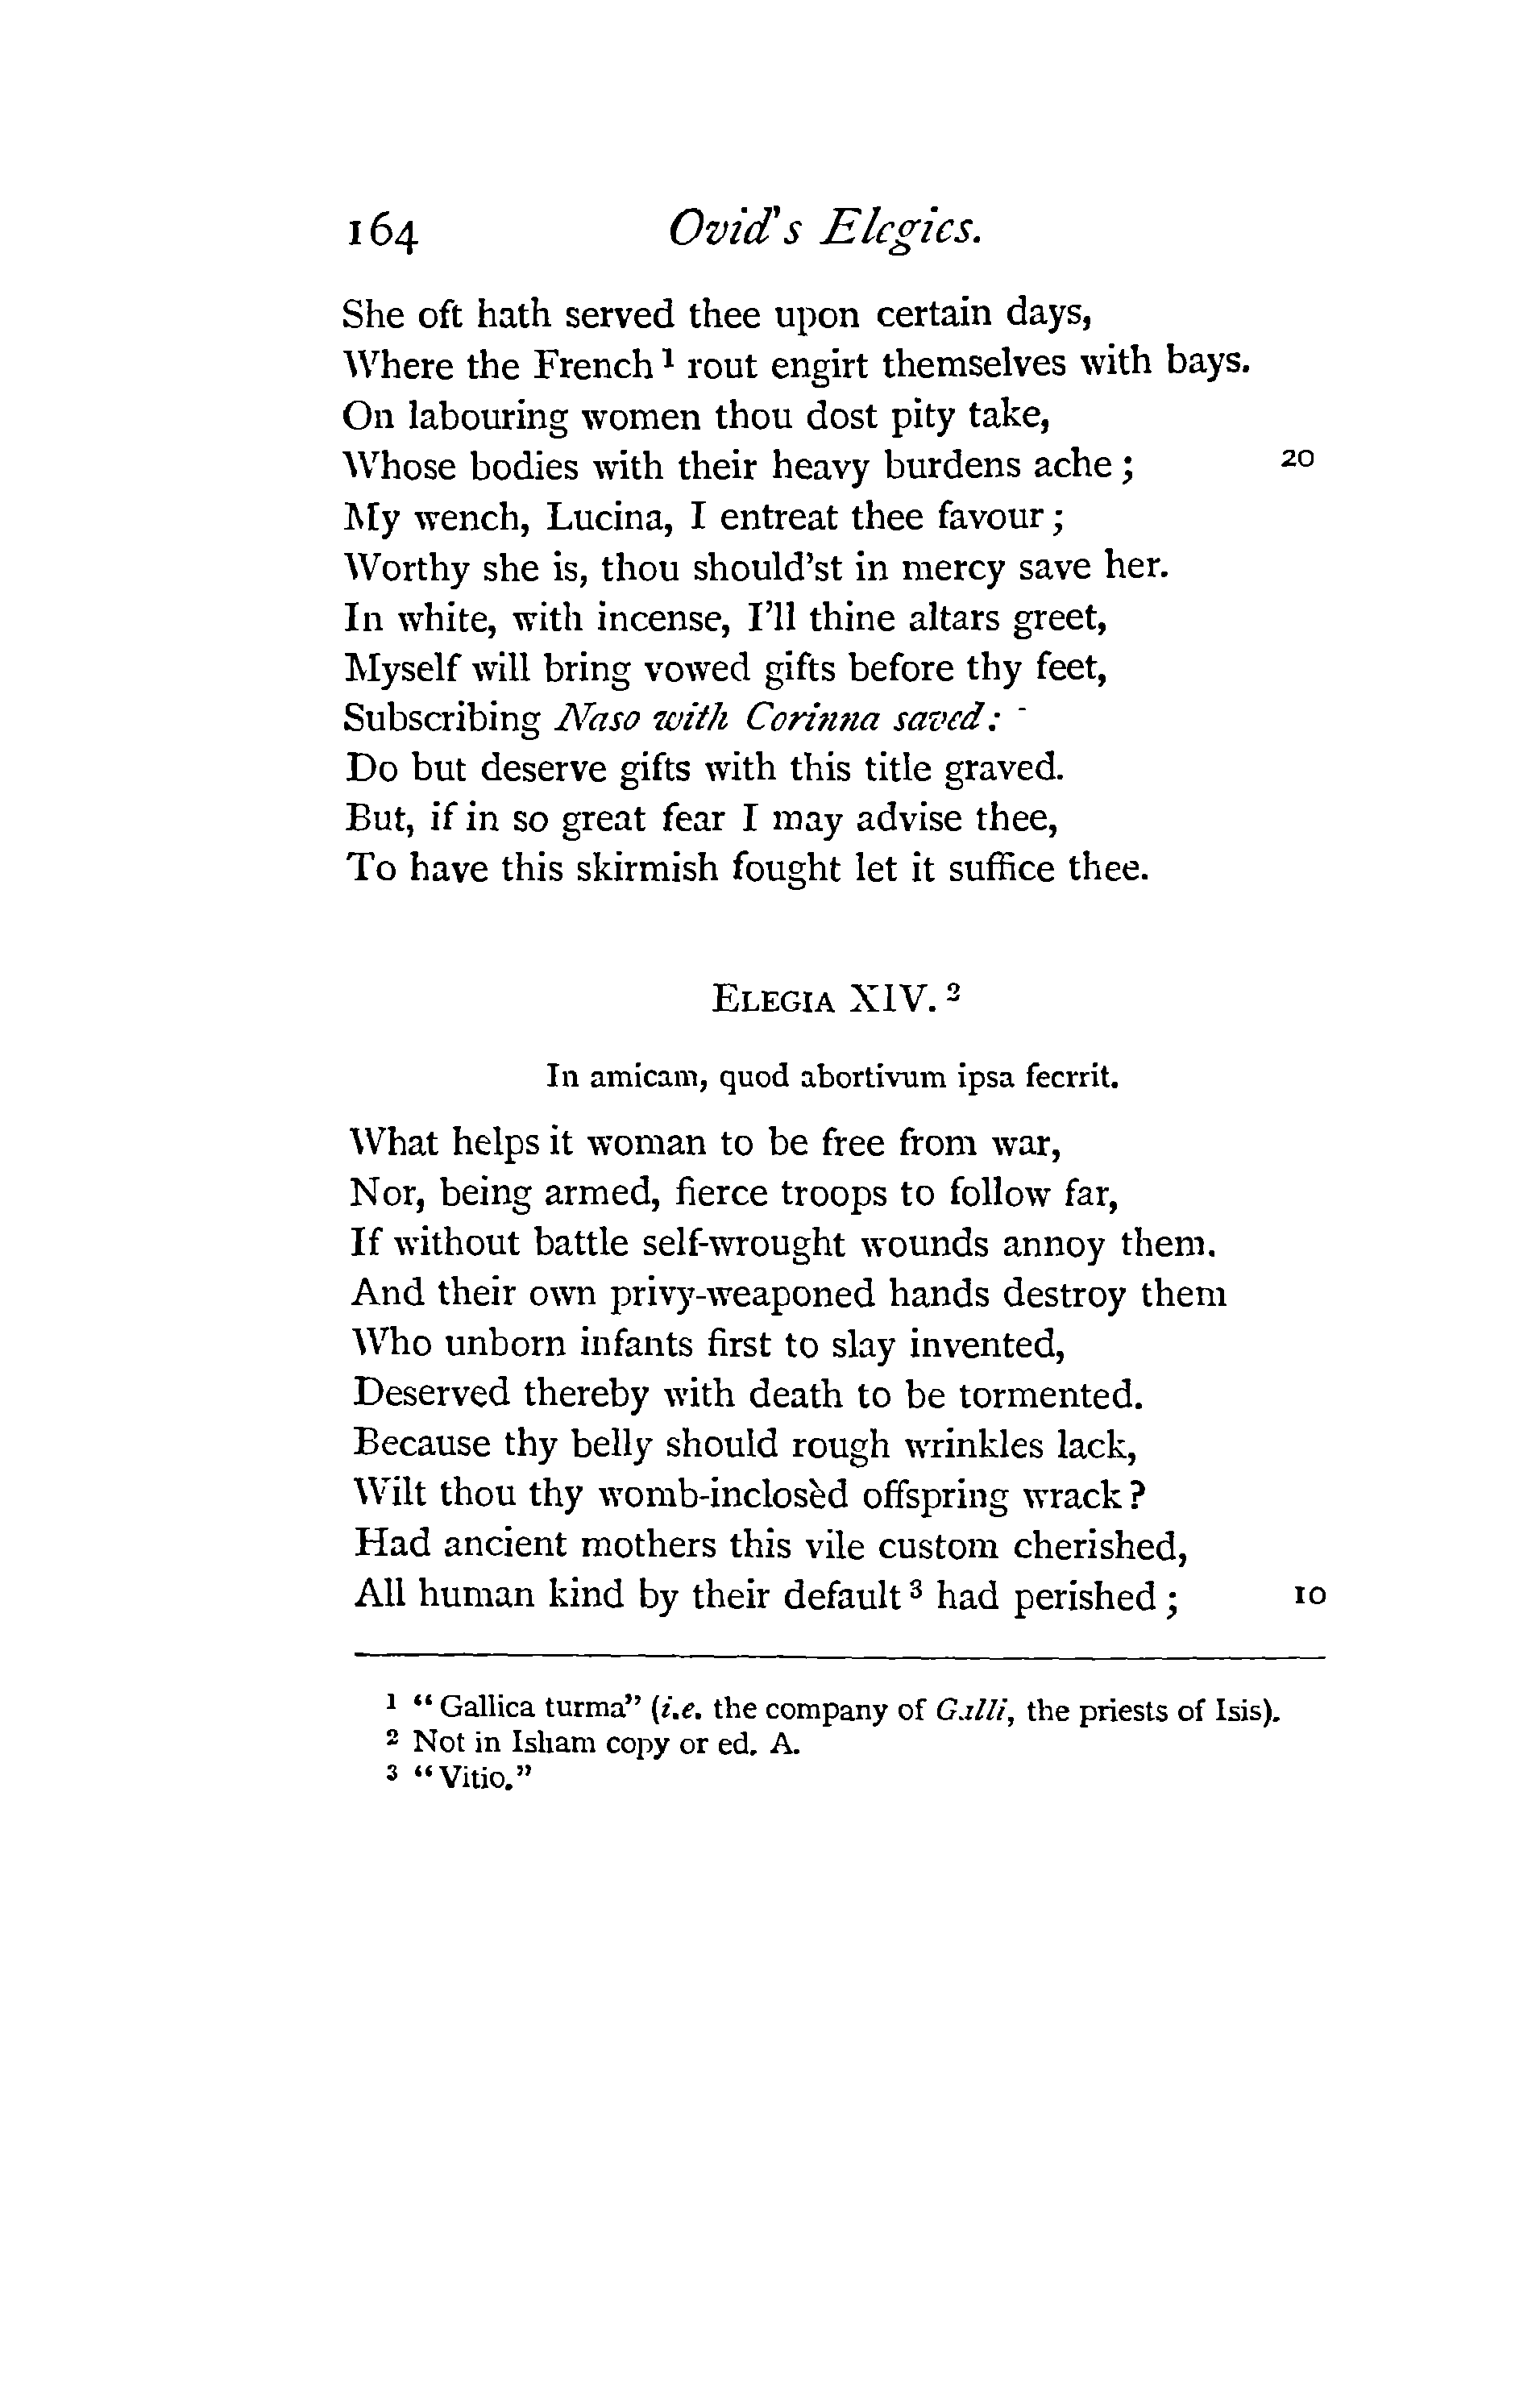 164 Ovid's Elegies.
She oft hath served thee upon certain days,
Where the French ¹ rout engirt themselves with bays.
On labouring women thou dost pity take,
Whose bodies with their heavy burdens ache ; 20
My wench, Lucina, I entreat thee favour ;
Worthy she is, thou should'st in mercy save her.
In white, with incense, I'll thine altars greet,
Myself will bring vowed gifts before thy feet,
Subscribing Naso with Corinna saved:
Do but deserve gifts with this title graved.
But, if in so great fear I may advise thee,
To have this skirmish fought let it suffice thee.
ELEGIA XIV. ²
In amicam, quod abortivum ipsa fecrrit.
What helps it woman to be free from war,
Nor, being armed, fierce troops to follow far,
If without battle self-wrought wounds annoy them.
And their own privy-weaponed hands destroy them
Who unborn infants first to slay invented,
Deserved thereby with death to be tormented.
Because thy belly should rough wrinkles lack,
Wilt thou thy womb-inclosèd offspring wrack ?
Had ancient mothers this vile custom cherished,
All human kind by their default ³ had perished ; 10
¹ "Gallica turma" (i.e. the company of Galli, the priests of Isis).
² Not in Isham copy or ed. A.
³ "Vitio."